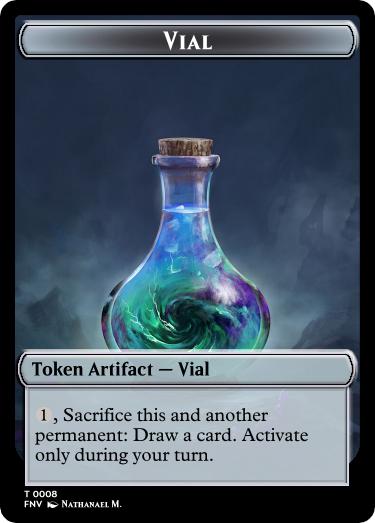 Vial
Token Artifact — Vial
1, Sacrifice this and another
permanent: Draw a card. Activate
only during your turn.
T 0008
FNV Nathanael M.